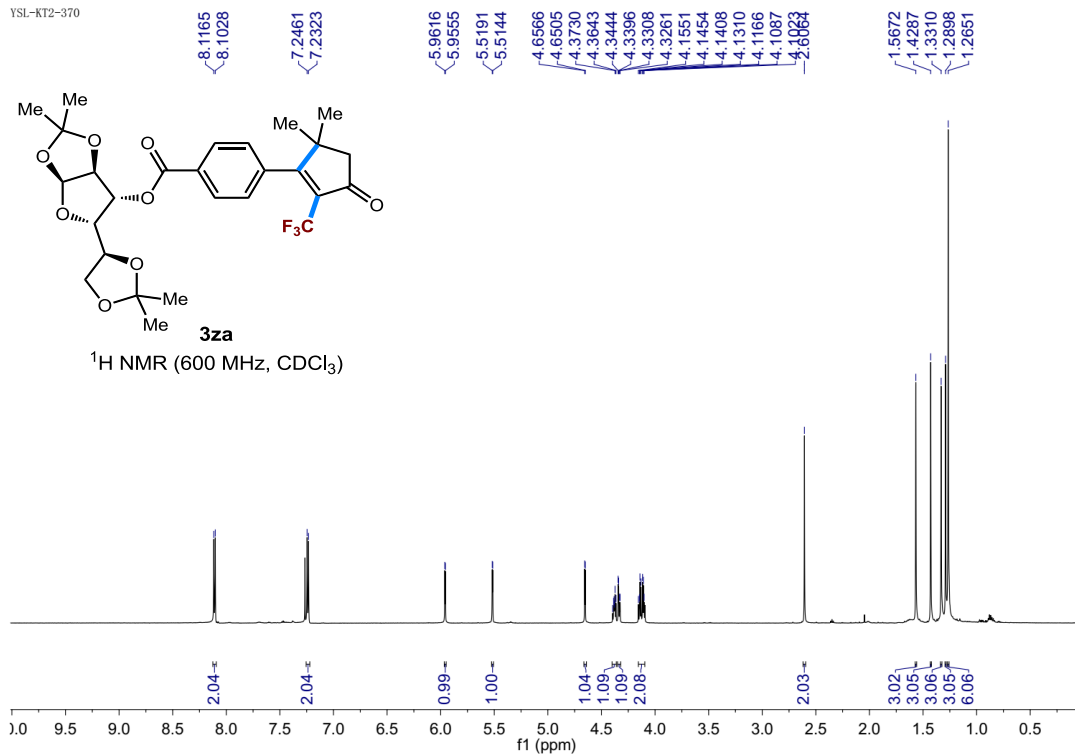 YSL-KT2-370
8.1165
8.1028
7.2461
7.2323
5.9616
5.9555
5.5191
5.5144
4.6566
4.6505
4.3730
4.3643
4.3444
4.3396
4.3308
4.3261
4.1551
4.1454
4.1408
4.1310
4.1166
4.1087
4.1023
2.6064
1.5672
1.4287
1.3310
1.2898
1.2651
Me Me
O O O
O O
O
F₃C
O
O
Me
Me
Me Me
O
3za
¹H NMR (600 MHz, CDCl₃)
2.04
2.04
0.99
1.00
1.04
1.09
1.09
2.08
2.03
3.02
3.05
3.06
3.05
6.06
0.0 9.5 9.0 8.5 8.0 7.5 7.0 6.5 6.0 5.5 5.0 4.5 4.0 3.5 3.0 2.5 2.0 1.5 1.0 0.5
f1 (ppm)